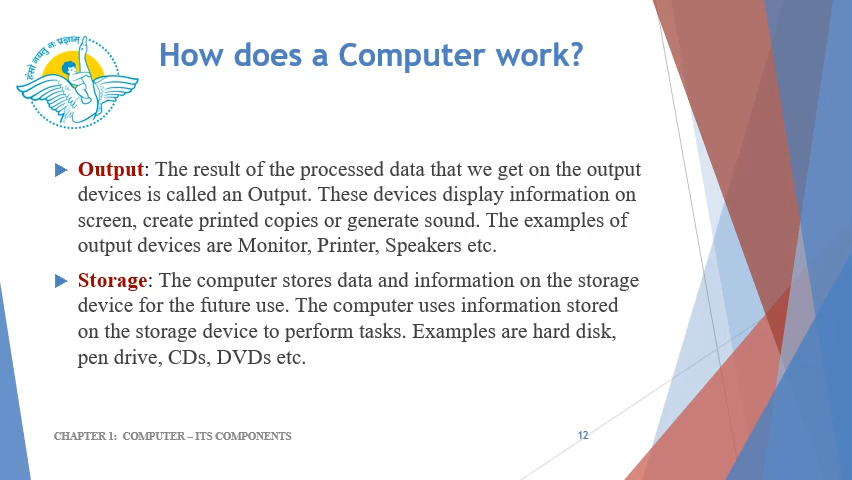 हंसो नयतु नः प्रज्ञाम्
How does a Computer work?
Output: The result of the processed data that we get on the output
devices is called an Output. These devices display information on
screen, create printed copies or generate sound. The examples of
output devices are Monitor, Printer, Speakers etc.
Storage: The computer stores data and information on the storage
device for the future use. The computer uses information stored
on the storage device to perform tasks. Examples are hard disk,
pen drive, CDs, DVDs etc.
CHAPTER 1: COMPUTER – ITS COMPONENTS
12